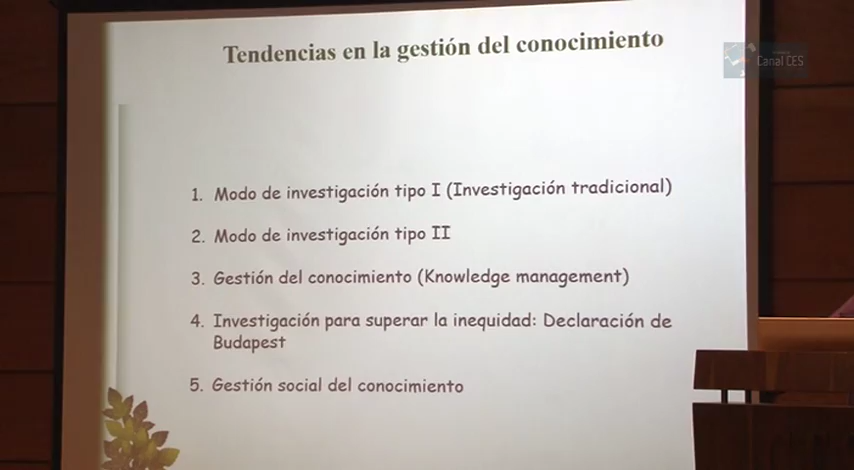 Tendencias en la gestión del conocimiento
Canal CES
1. Modo de investigación tipo I (Investigación tradicional)
2. Modo de investigación tipo II
3. Gestión del conocimiento (Knowledge management)
4. Investigación para superar la inequidad: Declaración de
Budapest
5. Gestión social del conocimiento